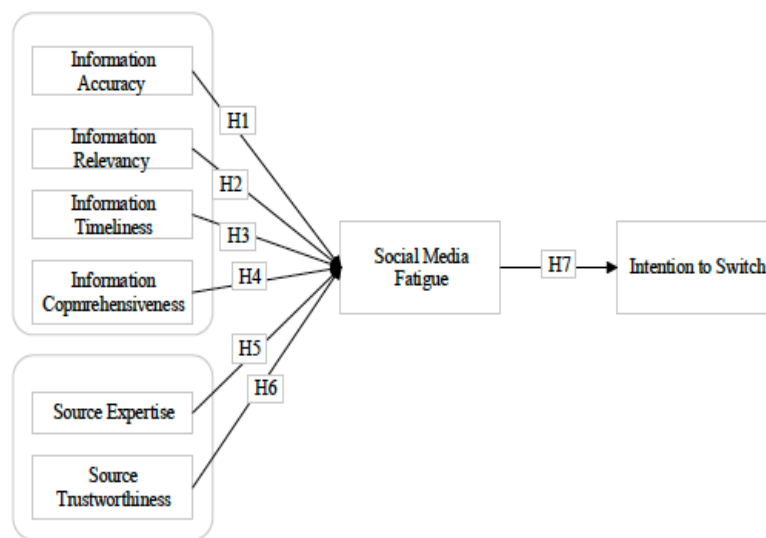 Information
Accuracy
H1
Information
Relevancy
H2
Information
Timeliness
H3
Information
Copmrehensiveness
H4
Social Media
Fatigue
H7
Intention to Switch
H5
H6
Source Expertise
Source
Trustworthiness